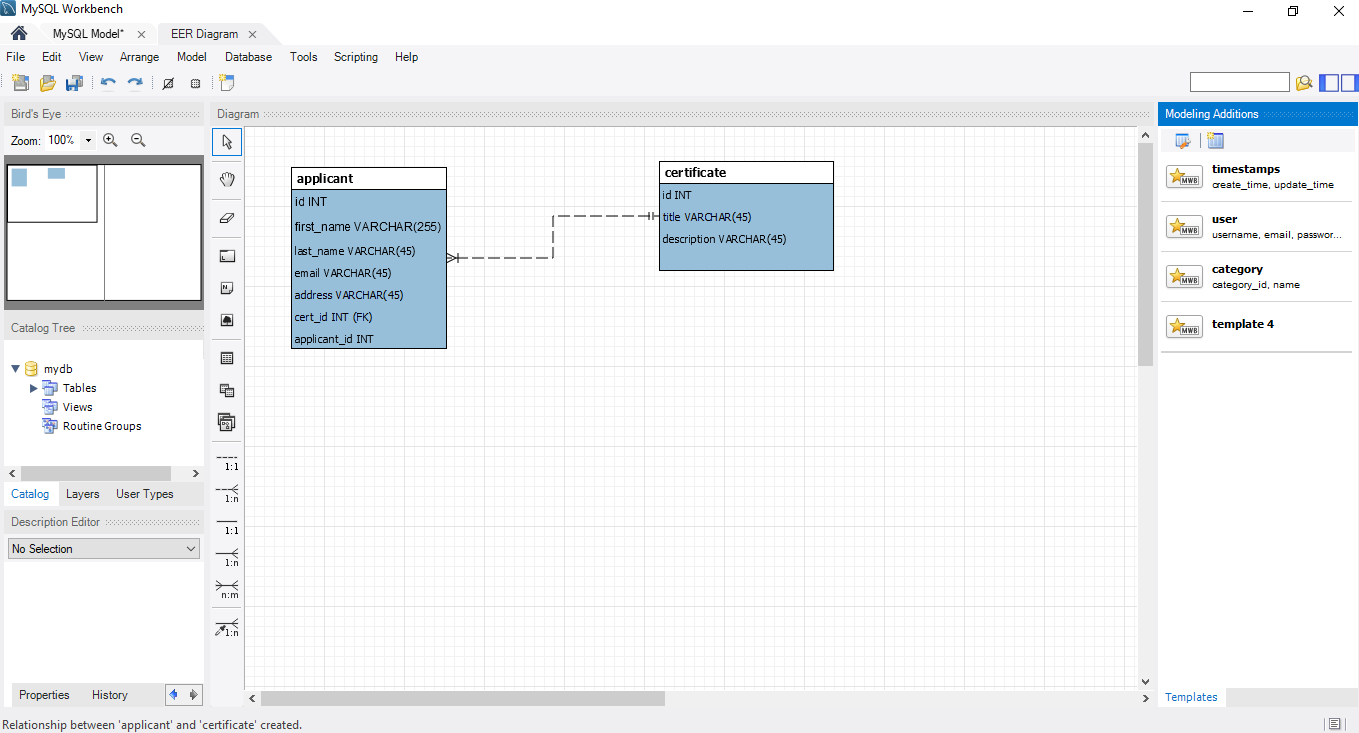 MySQL Workbench
MySQL Model* ×
EER Diagram ×
File Edit View Arrange Model Database Tools Scripting Help
Bird's Eye
Zoom: 100%
Catalog Tree
mydb
Tables
Views
Routine Groups
Catalog Layers User Types
Description Editor
No Selection
Properties History
Diagram
1:1
1:n
1:1
1:n
n:m
1:n
applicant
id INT
first_name VARCHAR(255)
last_name VARCHAR(45)
email VARCHAR(45)
address VARCHAR(45)
cert_id INT (FK)
applicant_id INT
certificate
id INT
title VARCHAR(45)
description VARCHAR(45)
Modeling Additions
MWB
timestamps
create_time, update_time
MWB
user
username, email, passwor...
MWB
category
category_id, name
MWB
template 4
Templates
Relationship between 'applicant' and 'certificate' created.